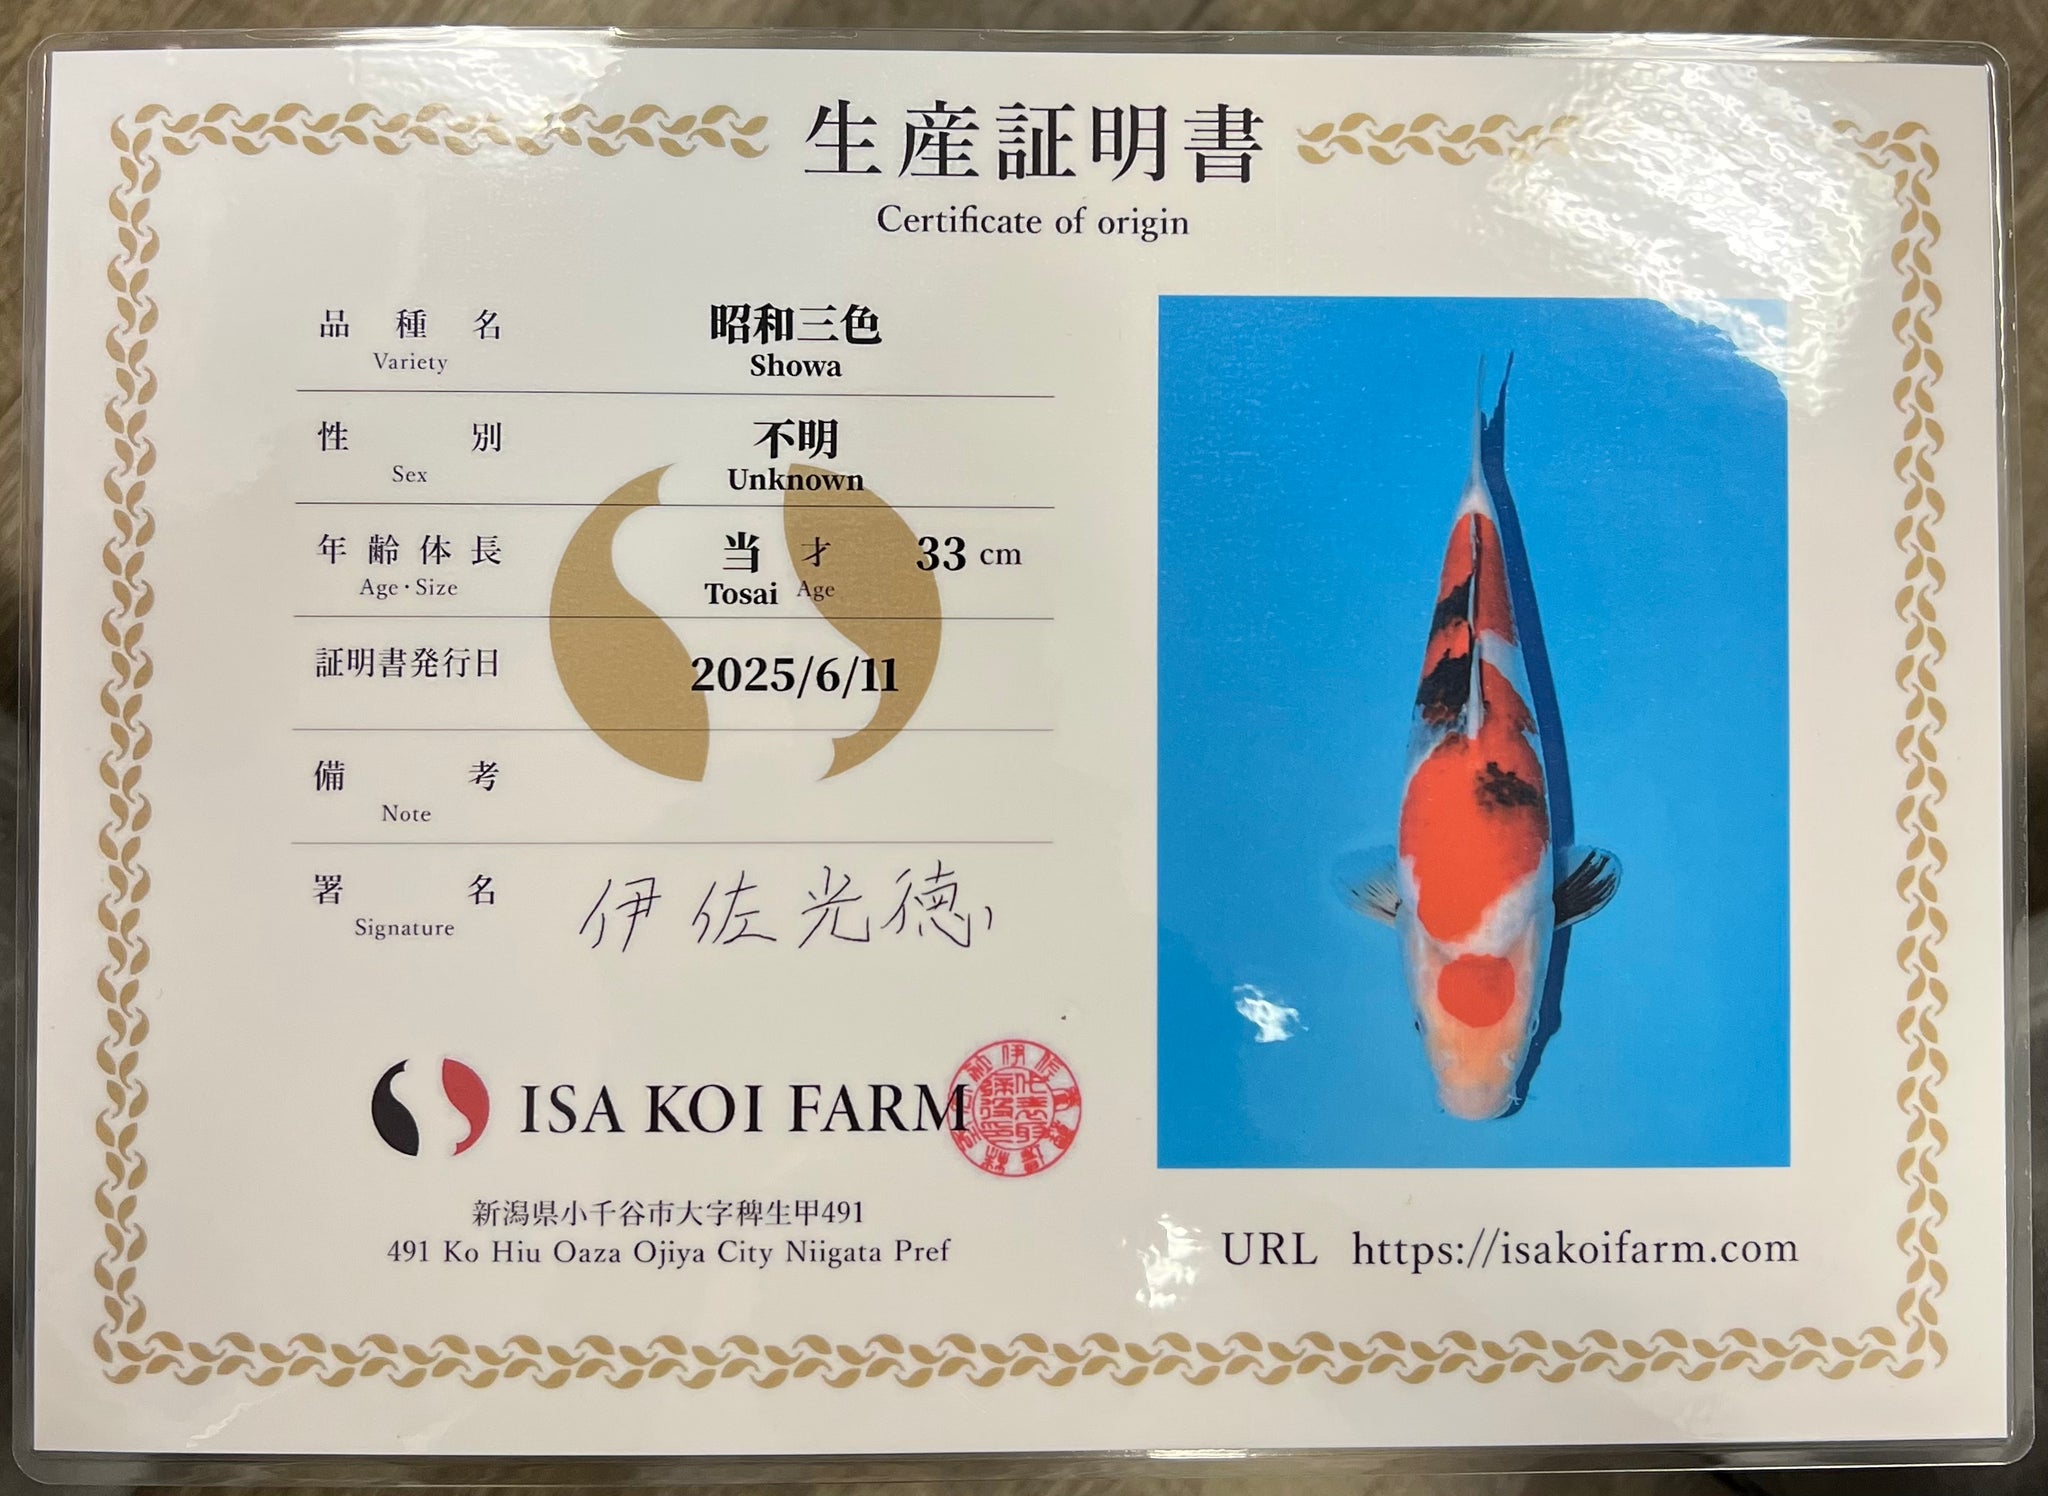 生産証明書
Certificate of origin
品種名 昭和三色
Variety Showa
性別 不明
Sex Unknown
年齢体長 当 才 33 cm
Age・Size Tosai Age
証明書発行日 2025/6/11
備考
Note
署名 伊佐光徳
Signature
ISA KOI FARM
新潟県小千谷市大字稗生甲491
491 Ko Hiu Oaza Ojiya City Niigata Pref
URL https://isakoifarm.com